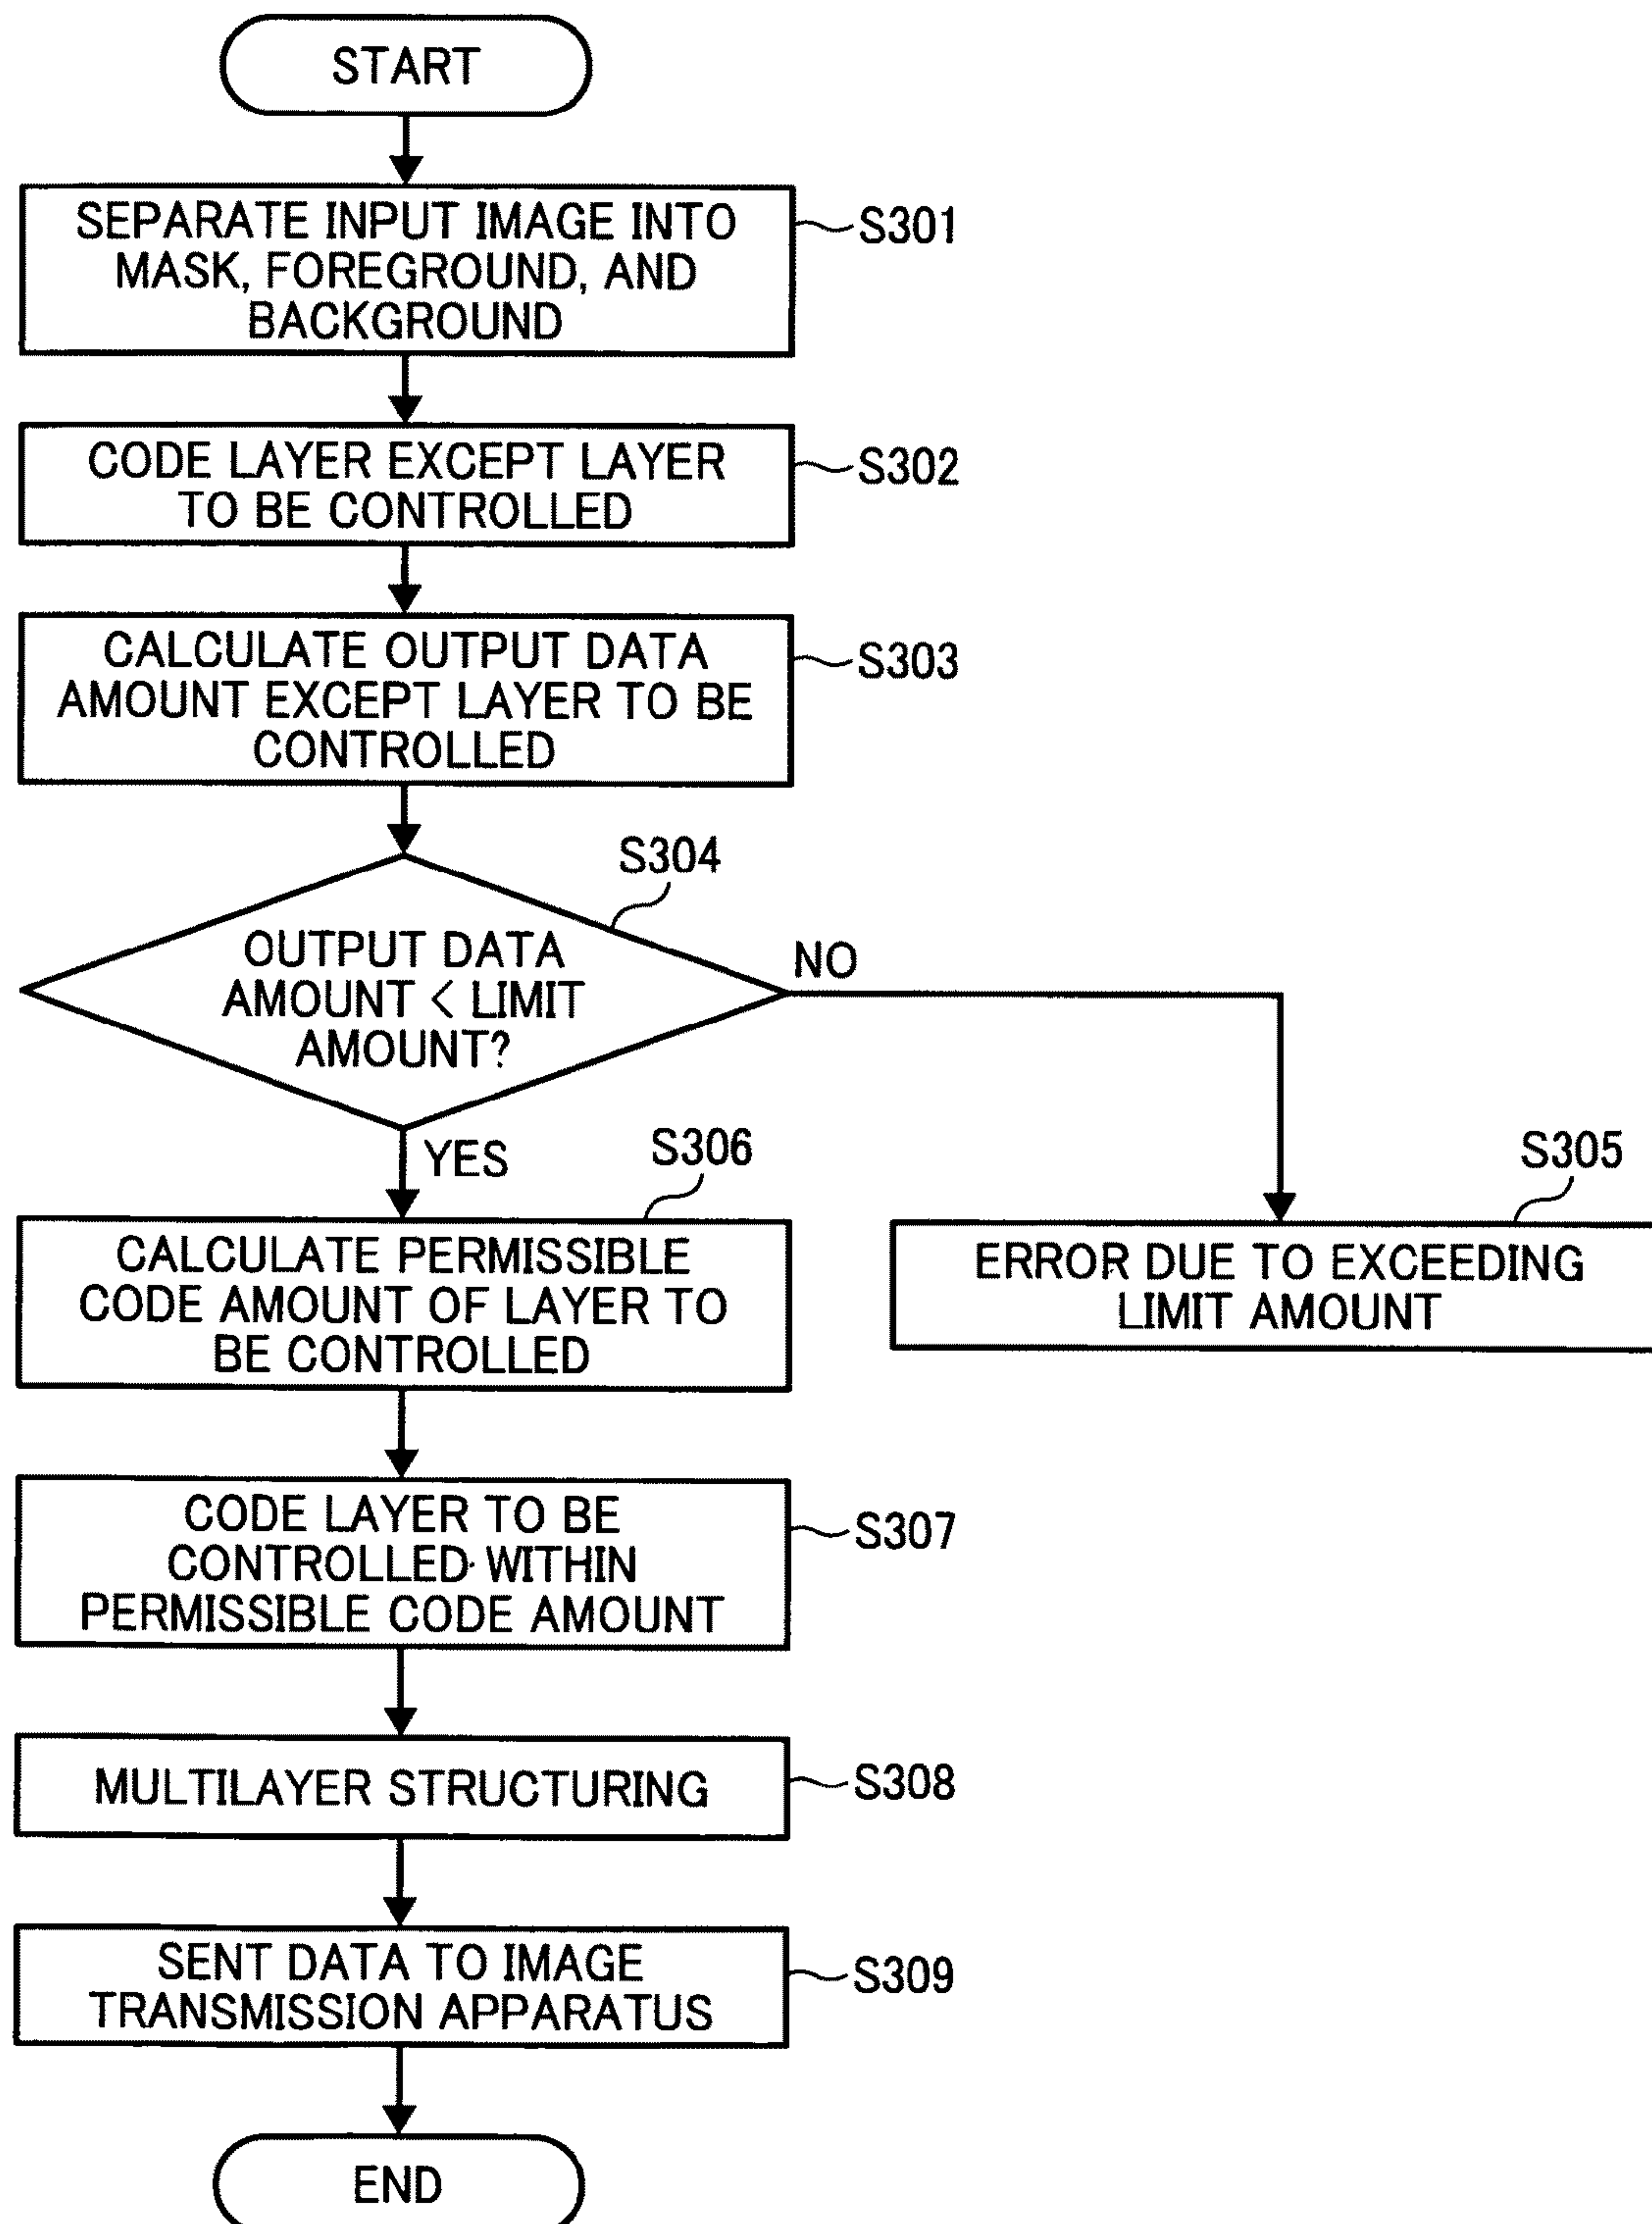 START
SEPARATE INPUT IMAGE INTO
MASK, FOREGROUND, AND
BACKGROUND
S301
CODE LAYER EXCEPT LAYER
TO BE CONTROLLED
S302
CALCULATE OUTPUT DATA
AMOUNT EXCEPT LAYER TO BE
CONTROLLED
S303
S304
OUTPUT DATA
AMOUNT < LIMIT
AMOUNT?
NO
YES
S306
S305
CALCULATE PERMISSIBLE
CODE AMOUNT OF LAYER TO
BE CONTROLLED
ERROR DUE TO EXCEEDING
LIMIT AMOUNT
CODE LAYER TO BE
CONTROLLED WITHIN
PERMISSIBLE CODE AMOUNT
S307
MULTILAYER STRUCTURING
S308
SENT DATA TO IMAGE
TRANSMISSION APPARATUS
S309
END